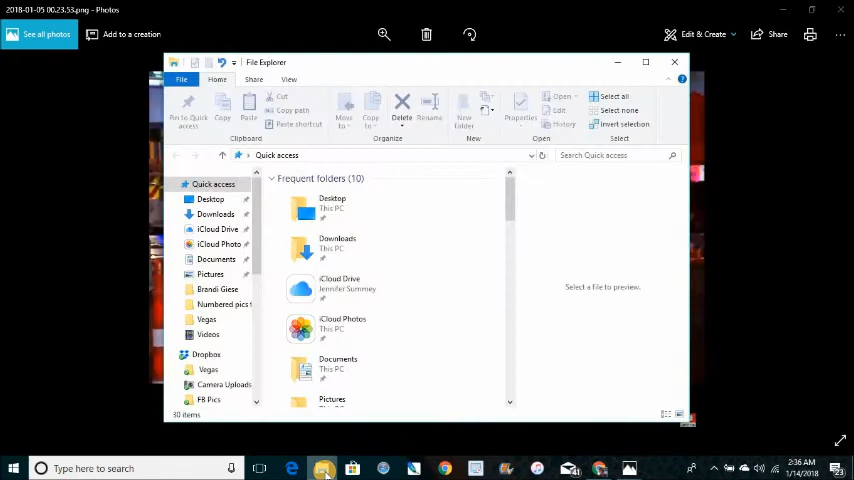 2018-01-05 00.23.53.png - Photos
See all photos
Add to a creation
Edit & Create
Share
File Explorer
File
Home
Share
View
Pin to Quick access
Copy
Paste
Cut
Copy path
Paste shortcut
Clipboard
Move to
Copy to
Delete
Rename
Organize
New Folder
New
Properties
Open
Edit
History
Open
Select all
Select none
Invert selection
Select
Quick access
Search Quick access
Quick access
Desktop
Downloads
iCloud Drive
iCloud Photo
Documents
Pictures
Brandi Giese
Numbered pics t
Vegas
Videos
Dropbox
Vegas
Camera Uploads
FB Pics
Frequent folders (10)
Desktop
This PC
Downloads
This PC
iCloud Drive
Jennifer Summey
iCloud Photos
This PC
Documents
This PC
Pictures
Select a file to preview.
30 items
Type here to search
41
2:36 AM
1/14/2018
23